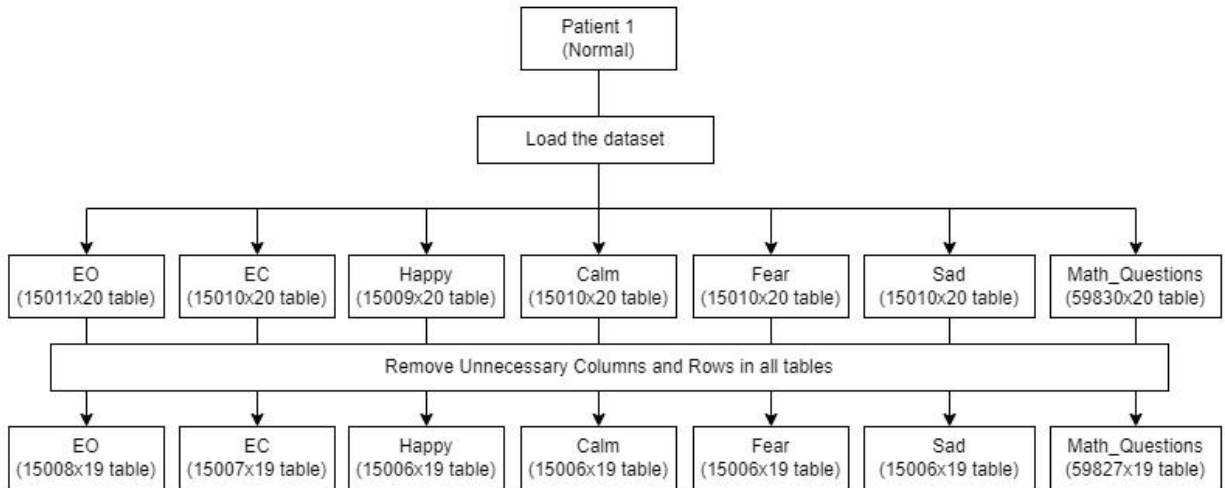 Patient 1
(Normal)
Load the dataset
EO
(15011x20 table)
EC
(15010x20 table)
Happy
(15009x20 table)
Calm
(15010x20 table)
Fear
(15010x20 table)
Sad
(15010x20 table)
Math_Questions
(59830x20 table)
Remove Unnecessary Columns and Rows in all tables
EO
(15008x19 table)
EC
(15007x19 table)
Happy
(15006x19 table)
Calm
(15006x19 table)
Fear
(15006x19 table)
Sad
(15006x19 table)
Math_Questions
(59827x19 table)